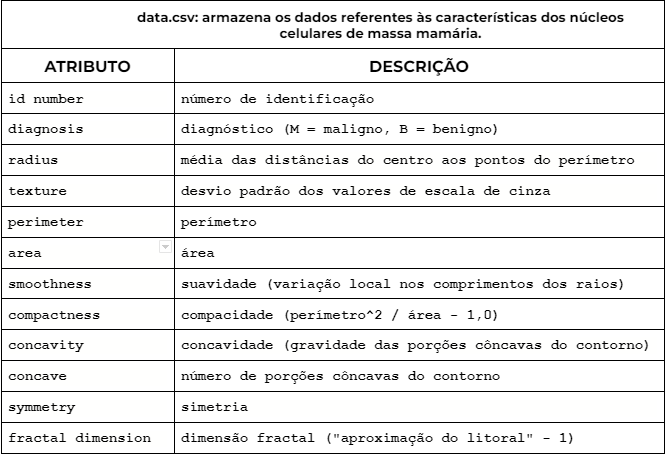 data.csv: armazena os dados referentes às características dos núcleos
celulares de massa mamária.
ATRIBUTO DESCRIÇÃO
id number número de identificação
diagnosis diagnóstico (M = maligno, B = benigno)
radius média das distâncias do centro aos pontos do perímetro
texture desvio padrão dos valores de escala de cinza
perimeter perímetro
area área
smoothness suavidade (variação local nos comprimentos dos raios)
compactness compacidade (perímetro^2 / área - 1,0)
concavity concavidade (gravidade das porções côncavas do contorno)
concave número de porções côncavas do contorno
symmetry simetria
fractal dimension dimensão fractal ("aproximação do litoral" - 1)